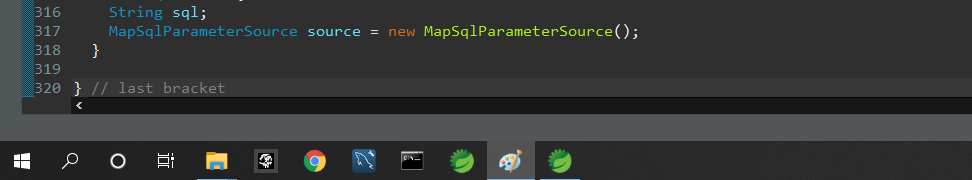 316 String sql;
317 MapSqlParameterSource source = new MapSqlParameterSource();
318 }
319
320 } // last bracket